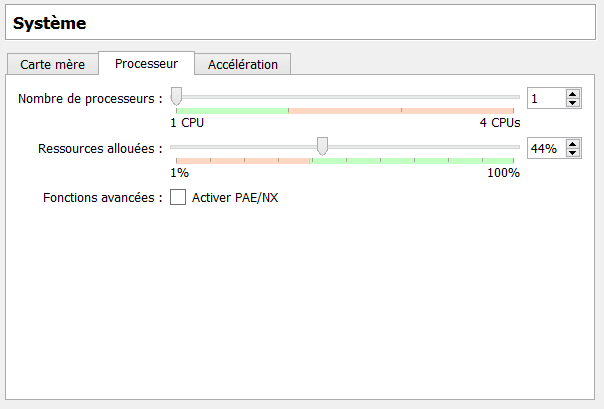 Système
Carte mère Processeur Accélération
Nombre de processeurs : 1
1 CPU 4 CPUs
Ressources allouées : 44%
1% 100%
Fonctions avancées : Activer PAE/NX